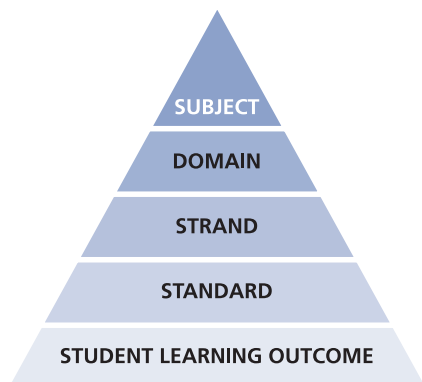 SUBJECT
DOMAIN
STRAND
STANDARD
STUDENT LEARNING OUTCOME